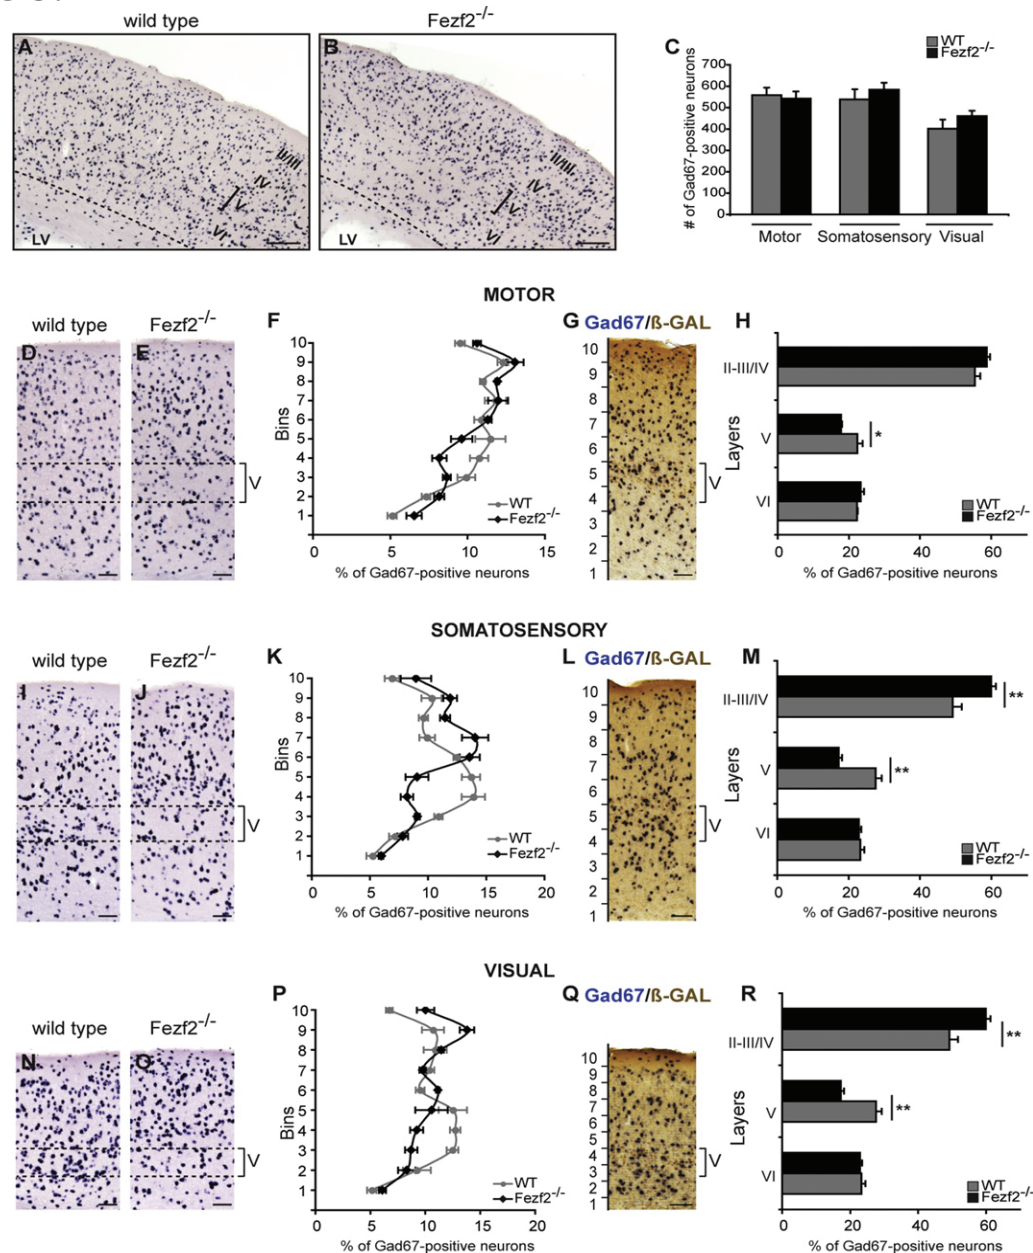 wild type
Fezf2-/-
A
B
II/III
IV
V
VI
LV
II/III
IV
V
VI
LV
C
WT
Fezf2-/-
# of Gad67-positive neurons
700
600
500
400
300
200
100
0
Motor Somatosensory Visual
MOTOR
wild type
Fezf2-/-
D
E
V
F
Bins
10
9
8
7
6
5
4
3
2
1
WT
Fezf2-/-
0 5 10 15
% of Gad67-positive neurons
G Gad67/ß-GAL
10
9
8
7
6
5
4
3
2
1
V
H
Layers
II-III/IV
V
*
VI
WT
Fezf2-/-
0 20 40 60
% of Gad67-positive neurons
SOMATOSENSORY
wild type
Fezf2-/-
I
J
V
K
Bins
10
9
8
7
6
5
4
3
2
1
WT
Fezf2-/-
0 5 10 15 20
% of Gad67-positive neurons
L Gad67/ß-GAL
10
9
8
7
6
5
4
3
2
1
V
M
Layers
II-III/IV
**
V
**
VI
WT
Fezf2-/-
0 20 40 60
% of Gad67-positive neurons
VISUAL
wild type
Fezf2-/-
N
O
V
P
Bins
10
9
8
7
6
5
4
3
2
1
WT
Fezf2-/-
0 5 10 15 20
% of Gad67-positive neurons
Q Gad67/ß-GAL
10
9
8
7
6
5
4
3
2
1
V
R
Layers
II-III/IV
**
V
**
VI
WT
Fezf2-/-
0 20 40 60
% of Gad67-positive neurons